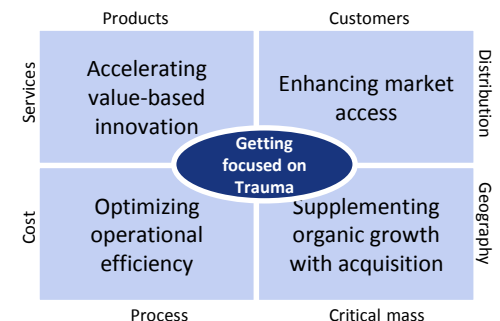 Products
Customers
Services
Accelerating
value-based
innovation
Enhancing market
access
Distribution
Getting
focused on
Trauma
Cost
Optimizing
operational
efficiency
Supplementing
organic growth
with acquisition
Geography
Process
Critical mass